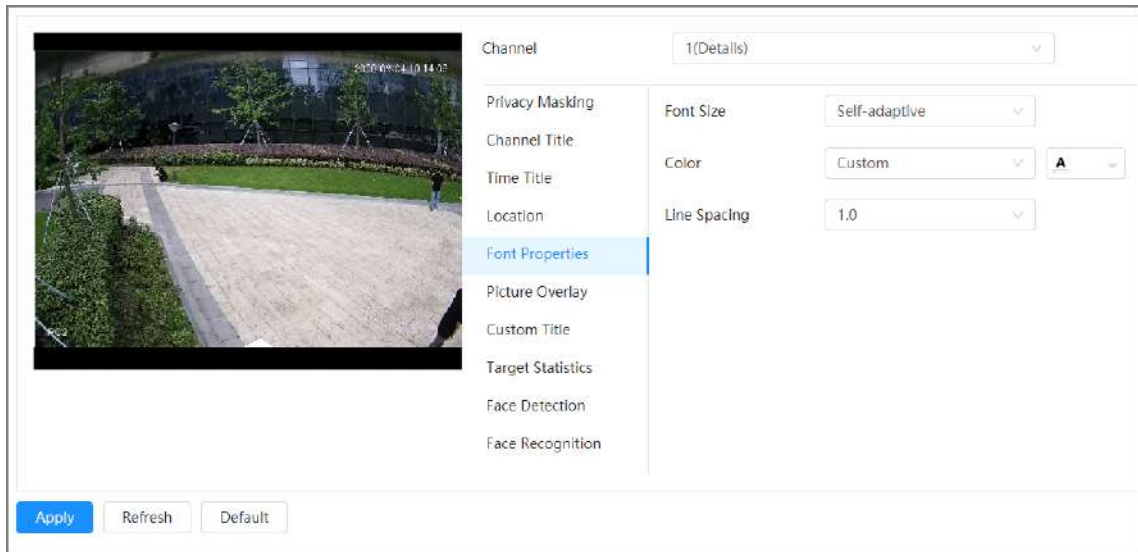 Channel
1(Details)
Privacy Masking
Channel Title
Time Title
Location
Font Properties
Picture Overlay
Custom Title
Target Statistics
Face Detection
Face Recognition
Font Size
Self-adaptive
Color
Custom
A
Line Spacing
1.0
Apply
Refresh
Default